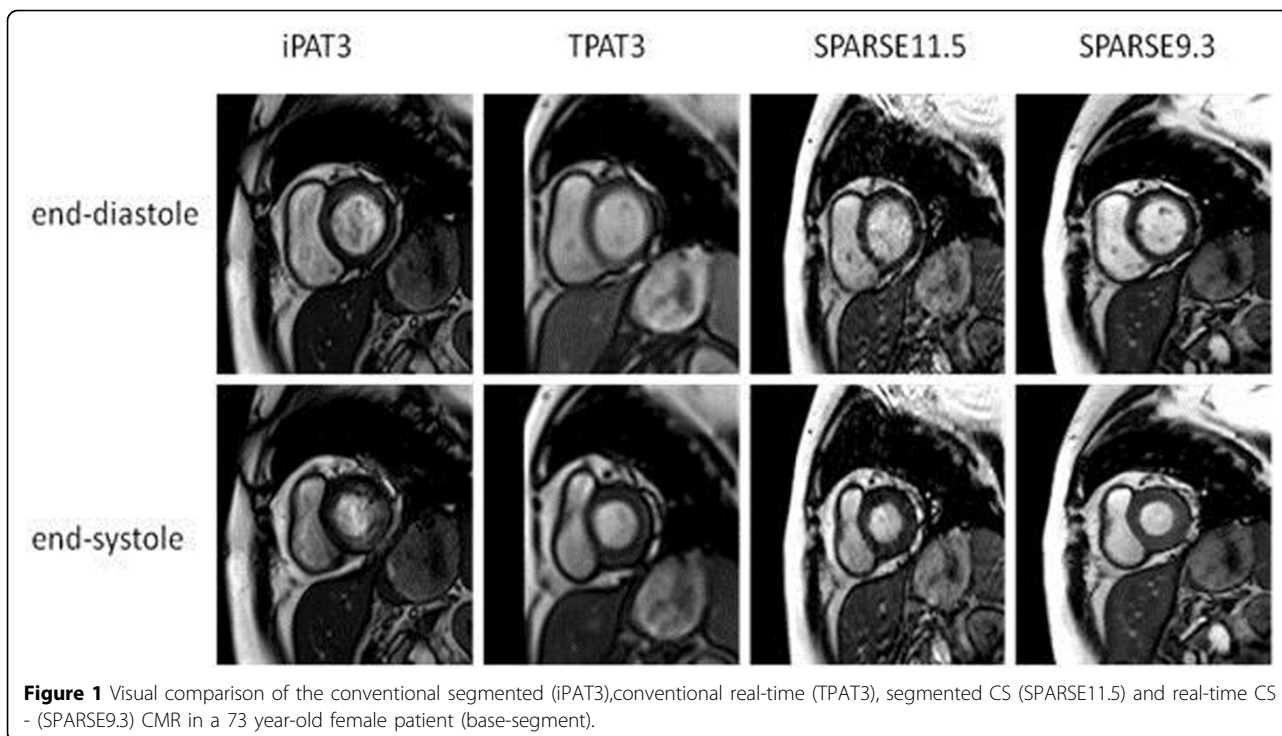 iPAT3 TPAT3 SPARSE11.5 SPARSE9.3
end-diastole
end-systole
Figure 1 Visual comparison of the conventional segmented (iPAT3),conventional real-time (TPAT3), segmented CS (SPARSE11.5) and real-time CS
- (SPARSE9.3) CMR in a 73 year-old female patient (base-segment).